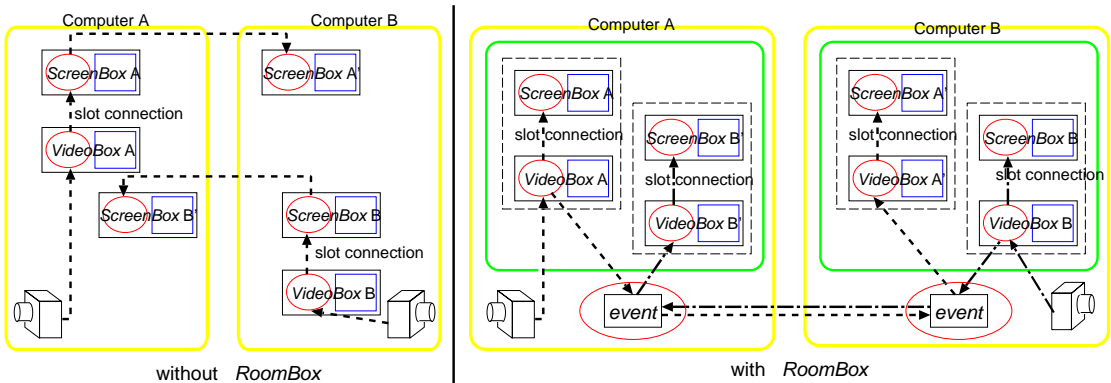 Computer A
Computer B
ScreenBox A
ScreenBox A'
slot connection
VideoBox A
ScreenBox B'
ScreenBox B
slot connection
VideoBox B
without RoomBox
Computer A
Computer B
ScreenBox A
slot connection
VideoBox A
ScreenBox B'
slot connection
VideoBox B'
event
ScreenBox A'
slot connection
VideoBox A'
ScreenBox B
slot connection
VideoBox B
event
with RoomBox